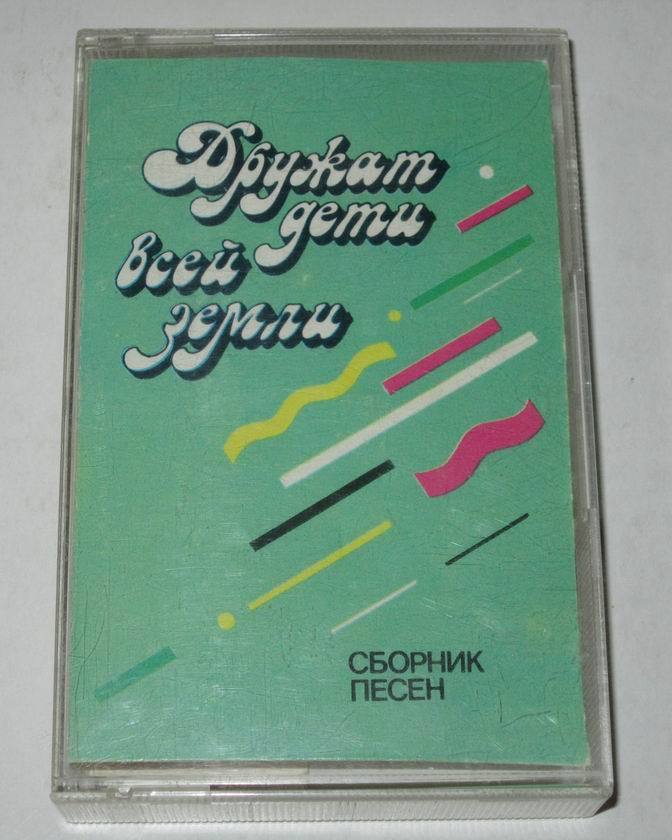 Дружат
дети
всей
земли
СБОРНИК
ПЕСЕН